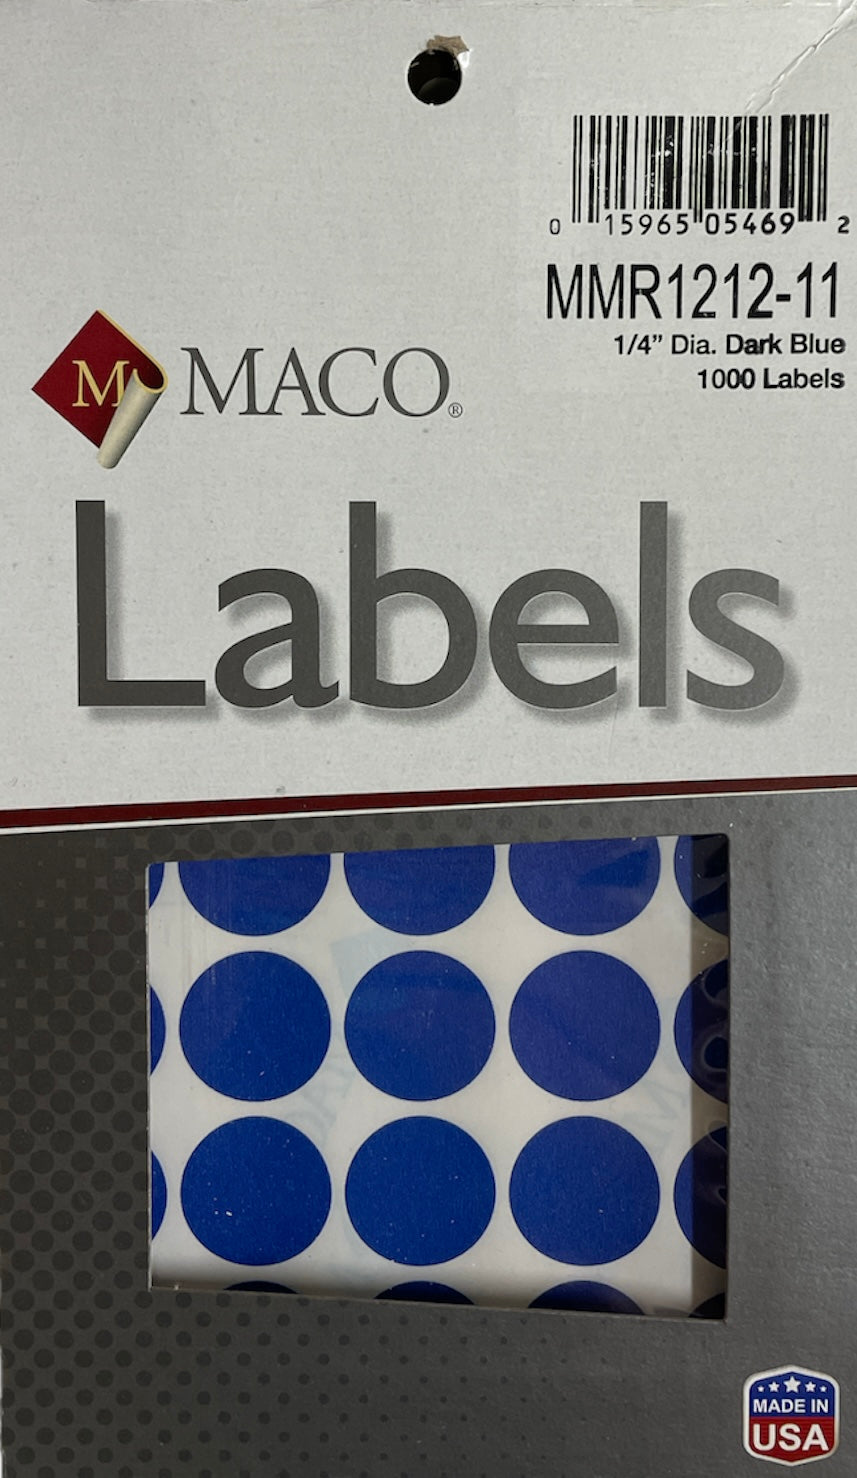 0 15965 05469 2
MMR1212-11
1/4” Dia. Dark Blue
1000 Labels
M MACO®
Labels
MADE IN
USA